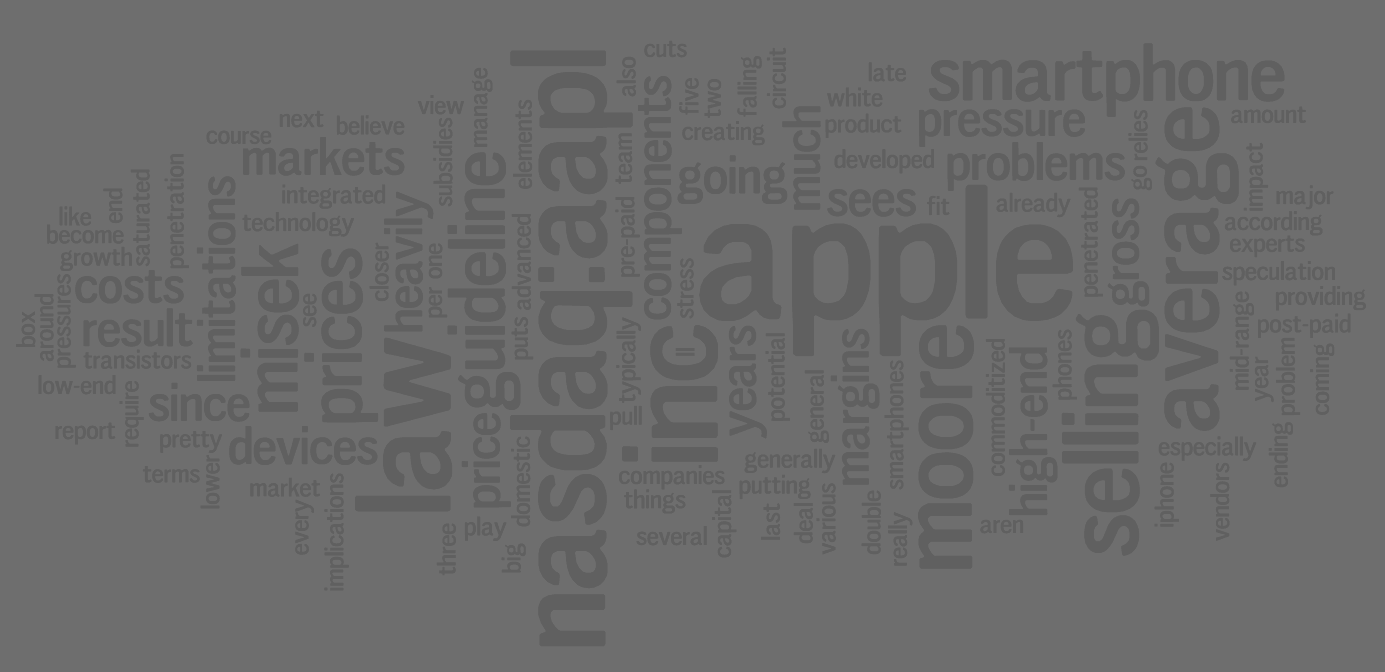 cuts
also
smartphone
late
five
two
falling
circuit
white
amount
view
manage
nasdaq:aapl
components
creating
product
pressure
next
believe
course
subsidies
elements
much
average
markets
team
going
developed
problems
go relies
impact
integrated
sees
fit
already
major
technology
saturated
penetration
end
like
become
growth
limitations
heavily
guideline
pre-paid
apple
penetrated
gross
according
experts
speculation
costs
misek
prices
see
closer
per one
advanced
stress
providing
box
around
pressures
result
transistors
law
puts
typically
inc
ll
years
potential
margins
moore
commoditized
high-end
phones
selling
mid-range
post-paid
year
problem
coming
low-end
require
since
price
pull
general
smartphones
report
pretty
devices
domestic
companies
generally
especially
ending
terms
lower
market
things
putting
iphone
vendors
every
implications
three
play
big
several
capital
last
deal
various
double
really
aren